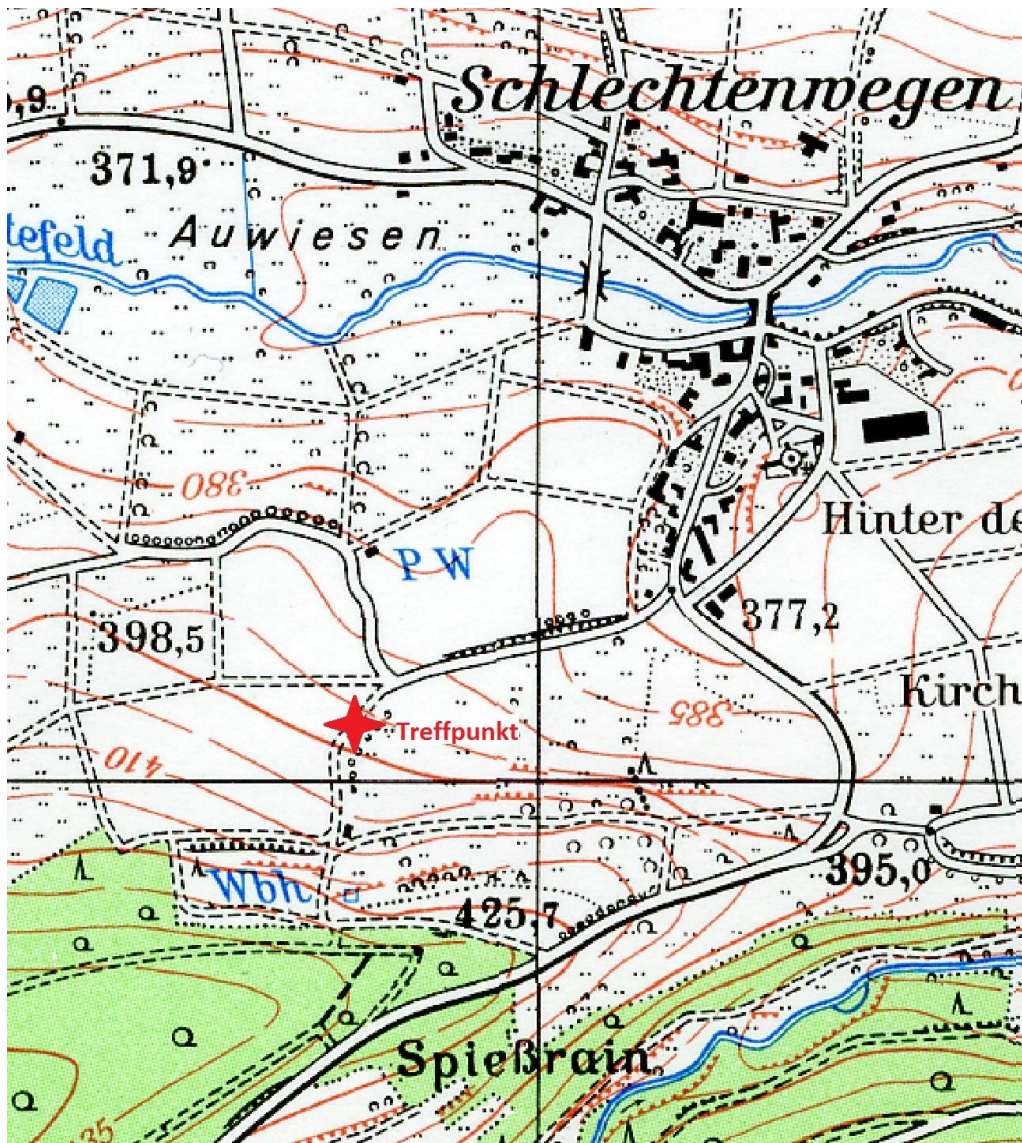 Schlechtenwegen
,9
371,9
Auwiesen
tefeld
380
P W
Hinter de
398,5
377,2
Kirch
385
Treffpunkt
410
Wbh
395,0
425,7
Spießrain
35